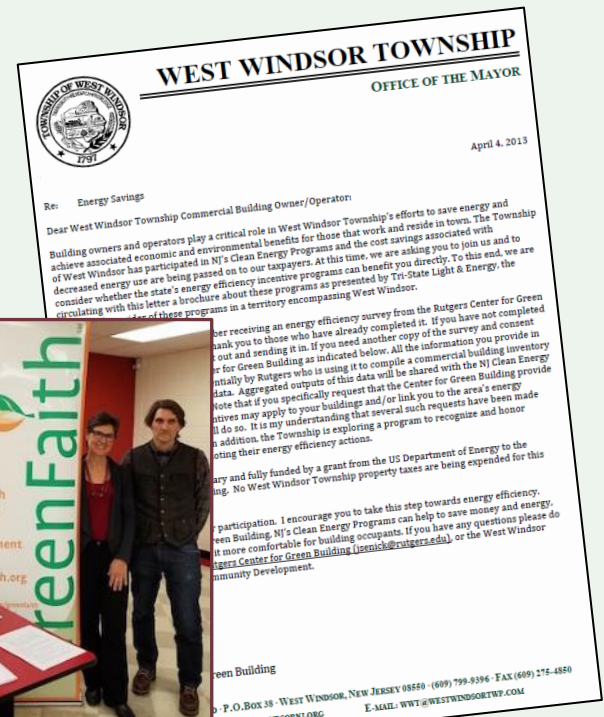 WEST WINDSOR TOWNSHIP
OFFICE OF THE MAYOR
TOWNSHIP OF WEST WINDSOR
1797
April 4, 2013
Re: Energy Savings
Dear West Windsor Township Commercial Building Owner/Operator:
Building owners and operators play a critical role in West Windsor Township's efforts to save energy and
achieve associated economic and environmental benefits for those that work and reside in town. The Township
of West Windsor has participated in NJ's Clean Energy Programs and the cost savings associated with
decreased energy use are being passed on to our taxpayers. At this time, we are asking you to join us and to
consider whether the state's energy efficiency incentive programs can benefit you directly. To this end, we are
circulating with this letter a brochure about these programs as presented by Tri-State Light & Energy, the
of these programs in a territory encompassing West Windsor.
ber receiving an energy efficiency survey from the Rutgers Center for Green
hank you to those who have already completed it. If you have not completed
t out and sending it in. If you need another copy of the survey and consent
er for Green Building as indicated below. All the information you provide in
entially by Rutgers who is using it to compile a commercial building inventory
data. Aggregated outputs of this data will be shared with the NJ Clean Energy
Note that if you specifically request that the Center for Green Building provide
ntives may apply to your buildings and/or link you to the area's energy
ll do so. It is my understanding that several such requests have been made
n addition, the Township is exploring a program to recognize and honor
oting their energy efficiency actions.
ary and fully funded by a grant from the US Department of Energy to the
ing. No West Windsor Township property taxes are being expended for this
participation. I encourage you to take this step towards energy efficiency.
reen Building, NJ's Clean Energy Programs can help to save money and energy,
it more comfortable for building occupants. If you have any questions please do
tgers Center for Green Building (jsenick@rutgers.edu), or the West Windsor
mmunity Development.
reen Building
· P.O.Box 38 · West Windsor, New Jersey 08550 · (609) 799-9396 · Fax (609) 275-4850
E-mail: wwt@westwindsortwp.com
reenFaith
h
ment
h.org